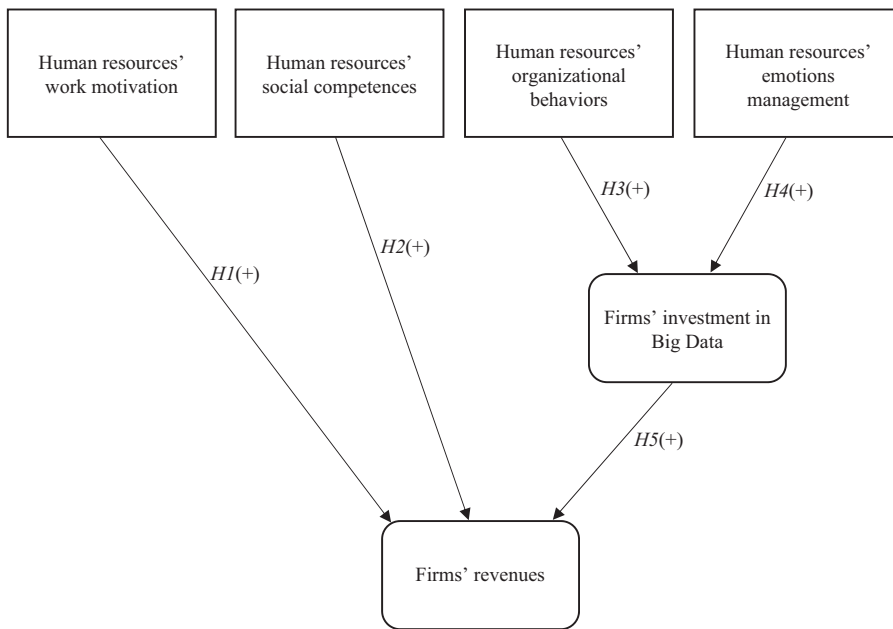 Human resources’
work motivation
Human resources’
social competences
Human resources’
organizational
behaviors
Human resources’
emotions
management
H3(+)
H4(+)
H2(+)
H1(+)
Firms’ investment in
Big Data
H5(+)
Firms’ revenues